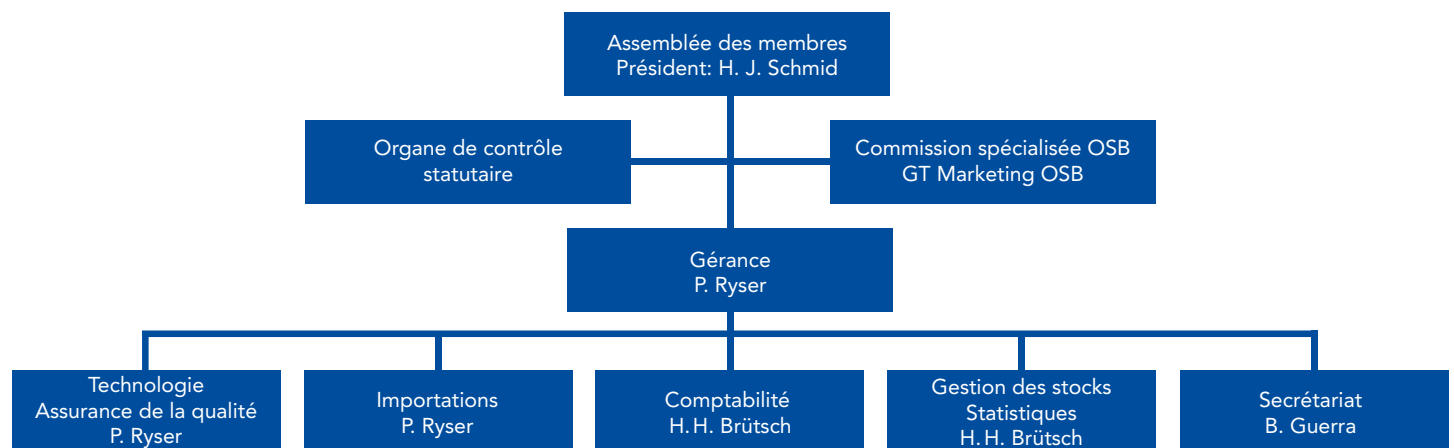 Assemblée des membres
Président: H. J. Schmid
Organe de contrôle
statutaire
Commission spécialisée OSB
GT Marketing OSB
Gérance
P. Ryser
Technologie
Assurance de la qualité
P. Ryser
Importations
P. Ryser
Comptabilité
H. H. Brütsch
Gestion des stocks
Statistiques
H. H. Brütsch
Secrétariat
B. Guerra